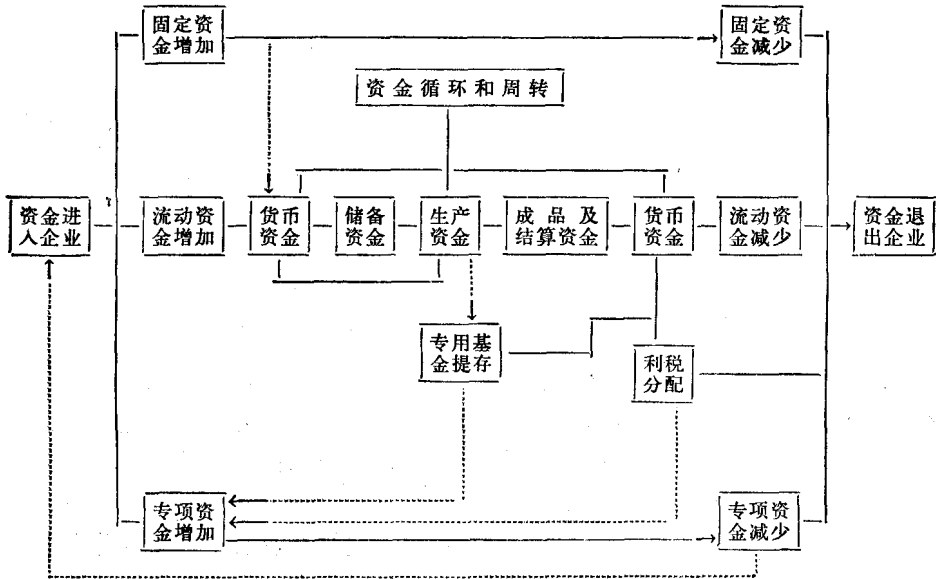 固定资
金增加
固定资
金减少
资金循环和周转
资金进
入企业
流动资
金增加
货币
资金
储备
资金
生产
资金
成品及
结算资金
货币
资金
流动资
金减少
资金退
出企业
专用基
金提存
利税
分配
专项资
金增加
专项资
金减少